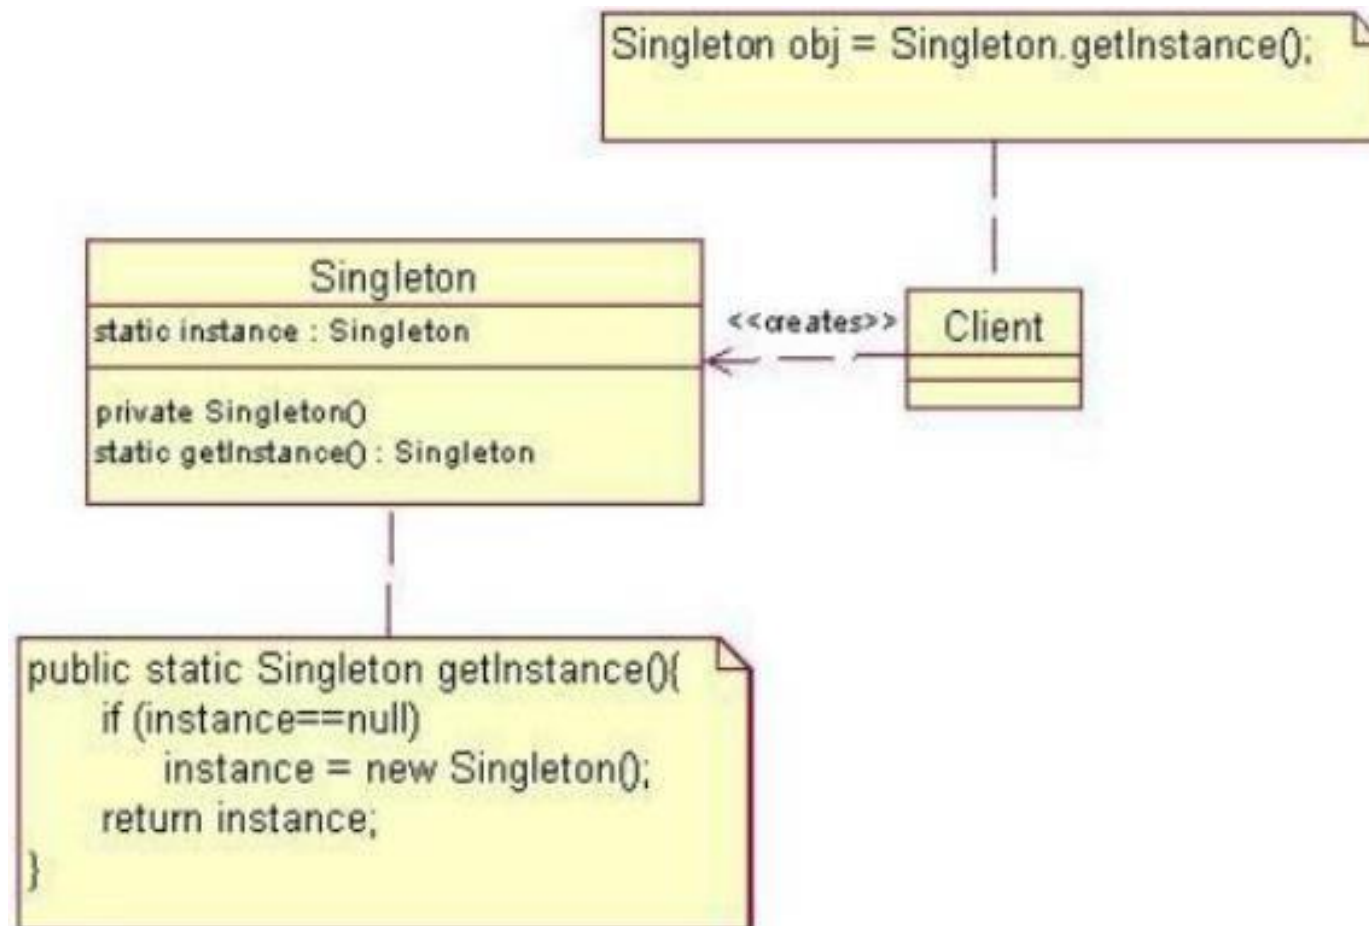 Singleton obj = Singleton.getInstance();
Singleton
static instance : Singleton
private Singleton()
static getInstance() : Singleton
<<creates>>
Client
public static Singleton getInstance(){
if (instance==null)
instance = new Singleton();
return instance;
}